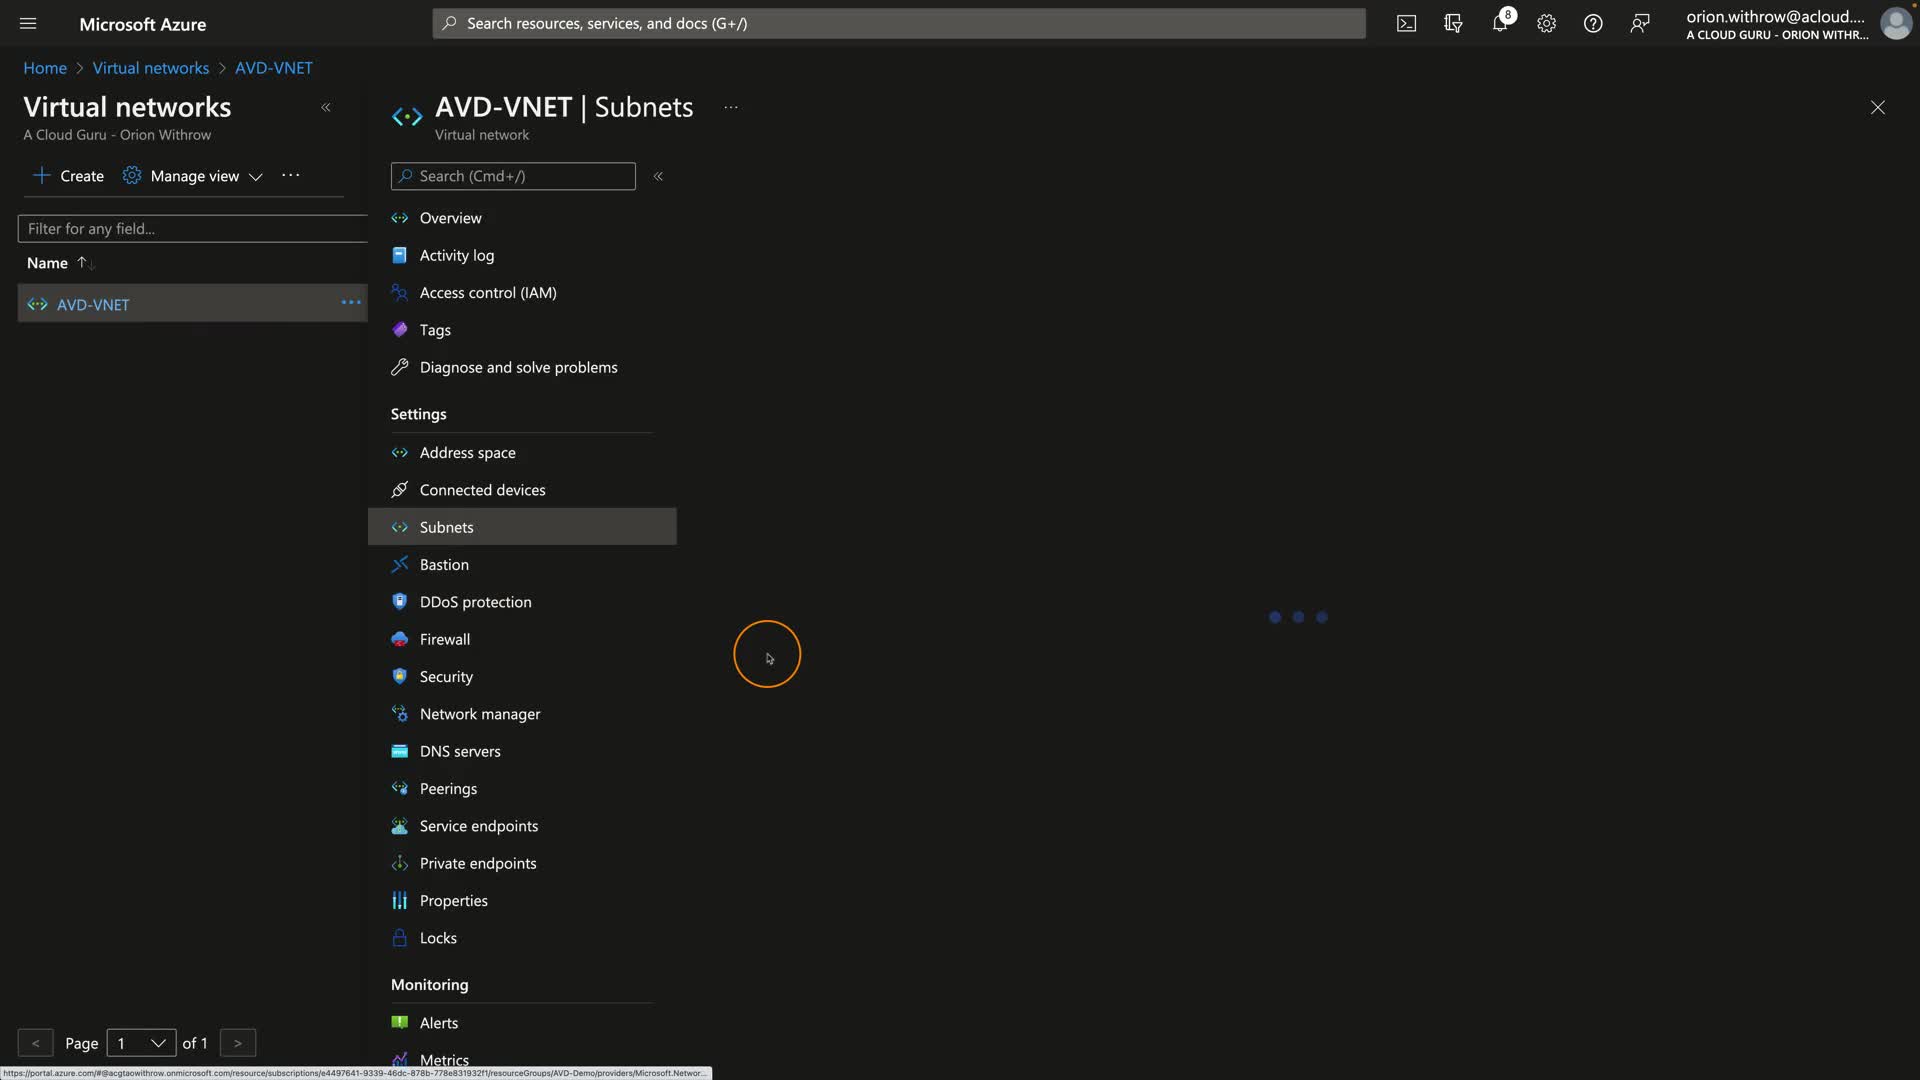 Microsoft Azure
Search resources, services, and docs (G+/)
8
orion.withrow@acloud....
A CLOUD GURU - ORION WITHR...
Home > Virtual networks > AVD-VNET
Virtual networks
«
A Cloud Guru - Orion Withrow
+ Create
Manage view
...
Filter for any field...
Name ↑↓
AVD-VNET
...
AVD-VNET | Subnets
...
Virtual network
Search (Cmd+/)
«
Overview
Activity log
Access control (IAM)
Tags
Diagnose and solve problems
Settings
Address space
Connected devices
Subnets
Bastion
DDoS protection
Firewall
Security
Network manager
DNS servers
Peerings
Service endpoints
Private endpoints
Properties
Locks
Monitoring
Alerts
Metrics
< Page 1 of 1 >
https://portal.azure.com/#@acgtaowithrow.onmicrosoft.com/resource/subscriptions/e4497641-9339-46dc-878b-778e831932f1/resourceGroups/AVD-Demo/providers/Microsoft.Networ...